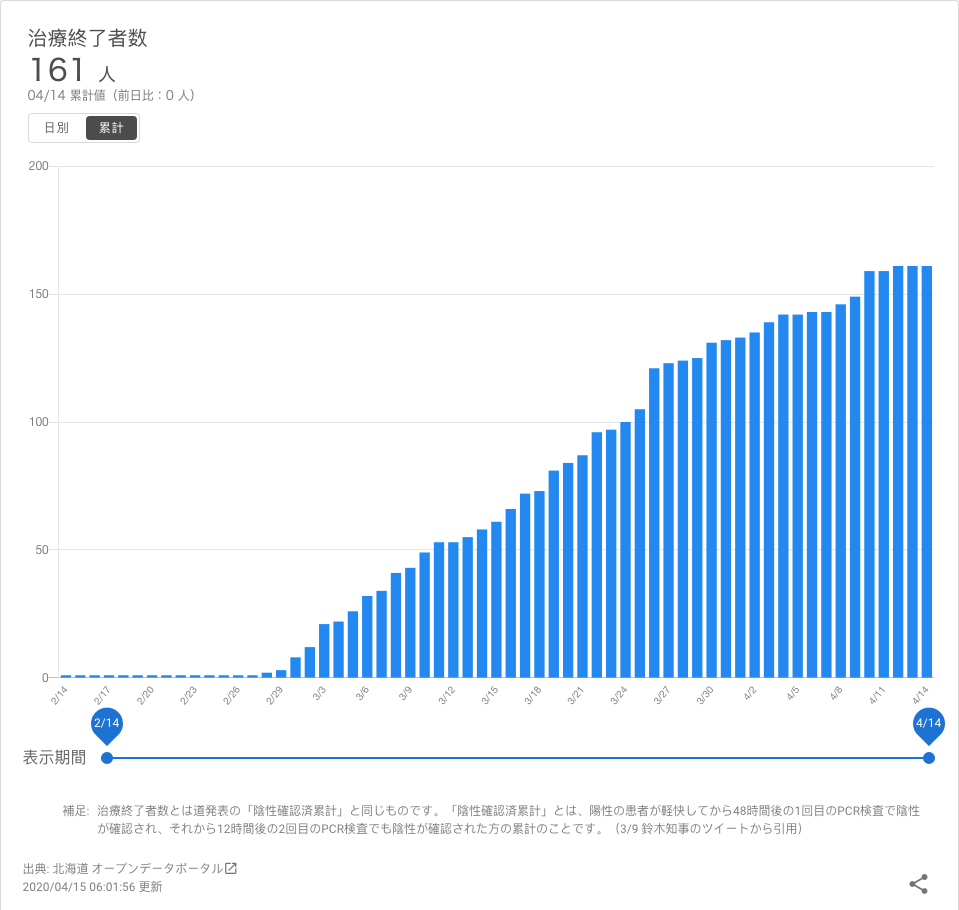 治療終了者数
161 人
04/14 累計値（前日比：0 人）
日別 累計
200
150
100
50
0
2/14 2/17 2/20 2/23 2/26 2/29 3/3 3/6 3/9 3/12 3/15 3/18 3/21 3/24 3/27 3/30 4/2 4/5 4/8 4/11 4/14
2/14 4/14
表示期間
補足: 治療終了者数とは道発表の「陰性確認済累計」と同じものです。「陰性確認済累計」とは、陽性の患者が軽快してから48時間後の1回目のPCR検査で陰性
が確認され、それから12時間後の2回目のPCR検査でも陰性が確認された方の累計のことです。（3/9 鈴木知事のツイートから引用）
出典: 北海道 オープンデータポータル
2020/04/15 06:01:56 更新